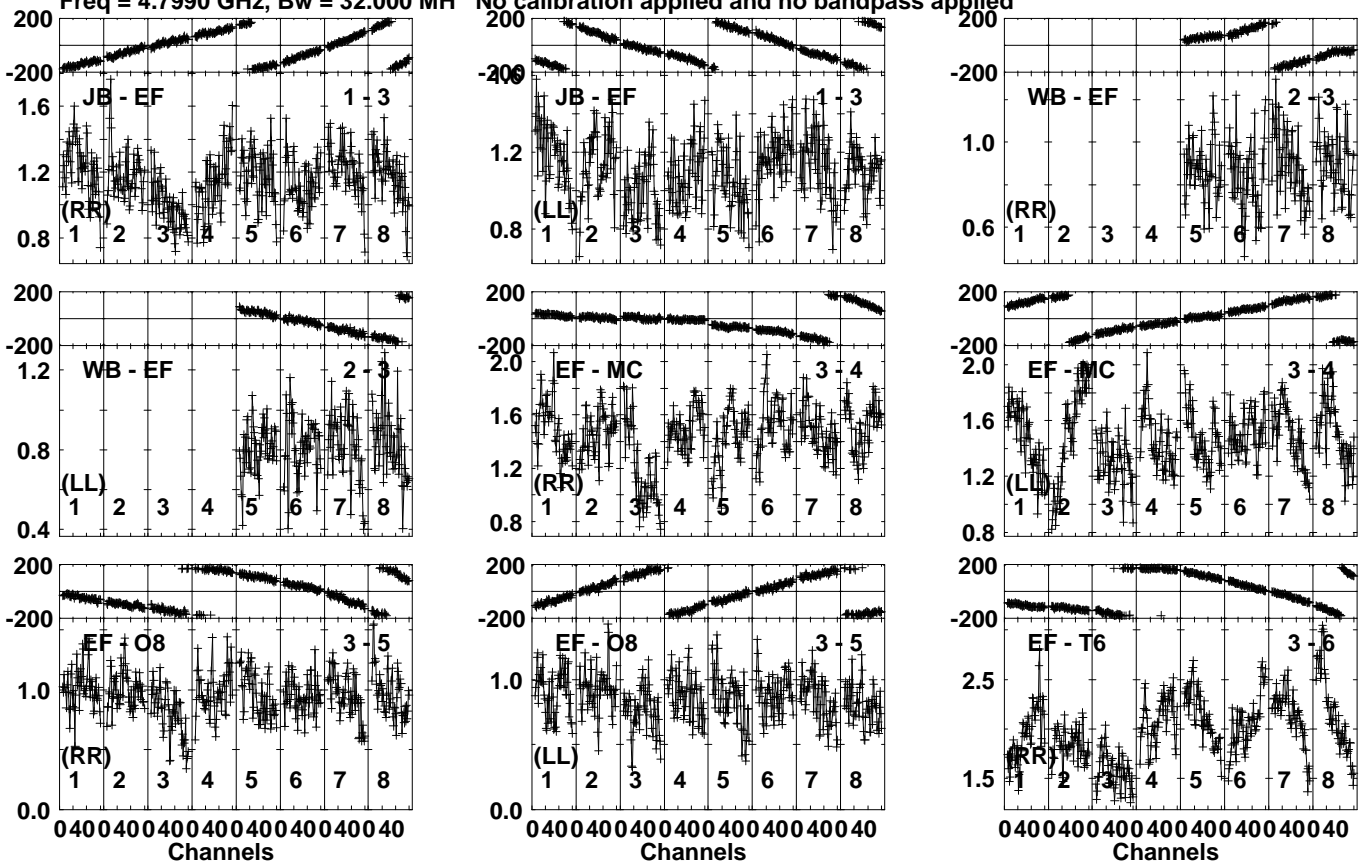 Freq = 4.7990 GHz, Bw = 32.000 MH No calibration applied and no bandpass applied
200
-200
JB - EF 1 - 3
1.6
1.2
0.8
(RR)
1 2 3 4 5 6 7 8
200
-200
1.6
JB - EF 1 - 3
1.2
0.8
(LL)
1 2 3 4 5 6 7 8
200
-200
WB - EF 2 - 3
1.0
0.6
(RR)
1 2 3 4 5 6 7 8
200
-200
WB - EF 2 - 3
1.2
0.8
0.4
(LL)
1 2 3 4 5 6 7 8
200
-200
EF - MC 3 - 4
2.0
1.6
1.2
0.8
(RR)
1 2 3 4 5 6 7 8
200
-200
EF - MC 3 - 4
2.0
1.6
1.2
0.8
(LL)
1 2 3 4 5 6 7 8
200
-200
EF - O8 3 - 5
1.0
0.0
(RR)
1 2 3 4 5 6 7 8
0 40 0 40 0 40 0 40 0 40 0 40 0 40 0 40
Channels
200
-200
EF - O8 3 - 5
1.0
0.0
(LL)
1 2 3 4 5 6 7 8
0 40 0 40 0 40 0 40 0 40 0 40 0 40 0 40
Channels
200
-200
EF - T6 3 - 6
2.5
1.5
(RR)
1 2 3 4 5 6 7 8
0 40 0 40 0 40 0 40 0 40 0 40 0 40 0 40
Channels